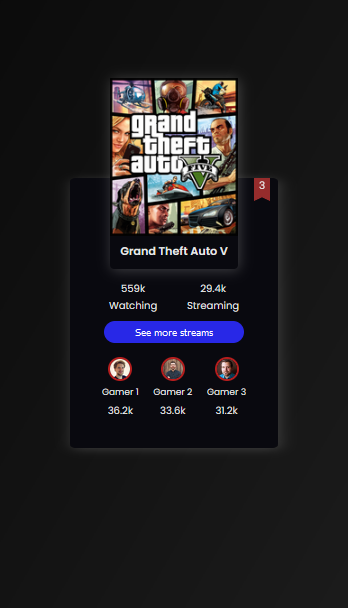 grand
theft
auto V
FIVE
3
Grand Theft Auto V
559k
29.4k
Watching
Streaming
See more streams
Gamer 1
Gamer 2
Gamer 3
36.2k
33.6k
31.2k